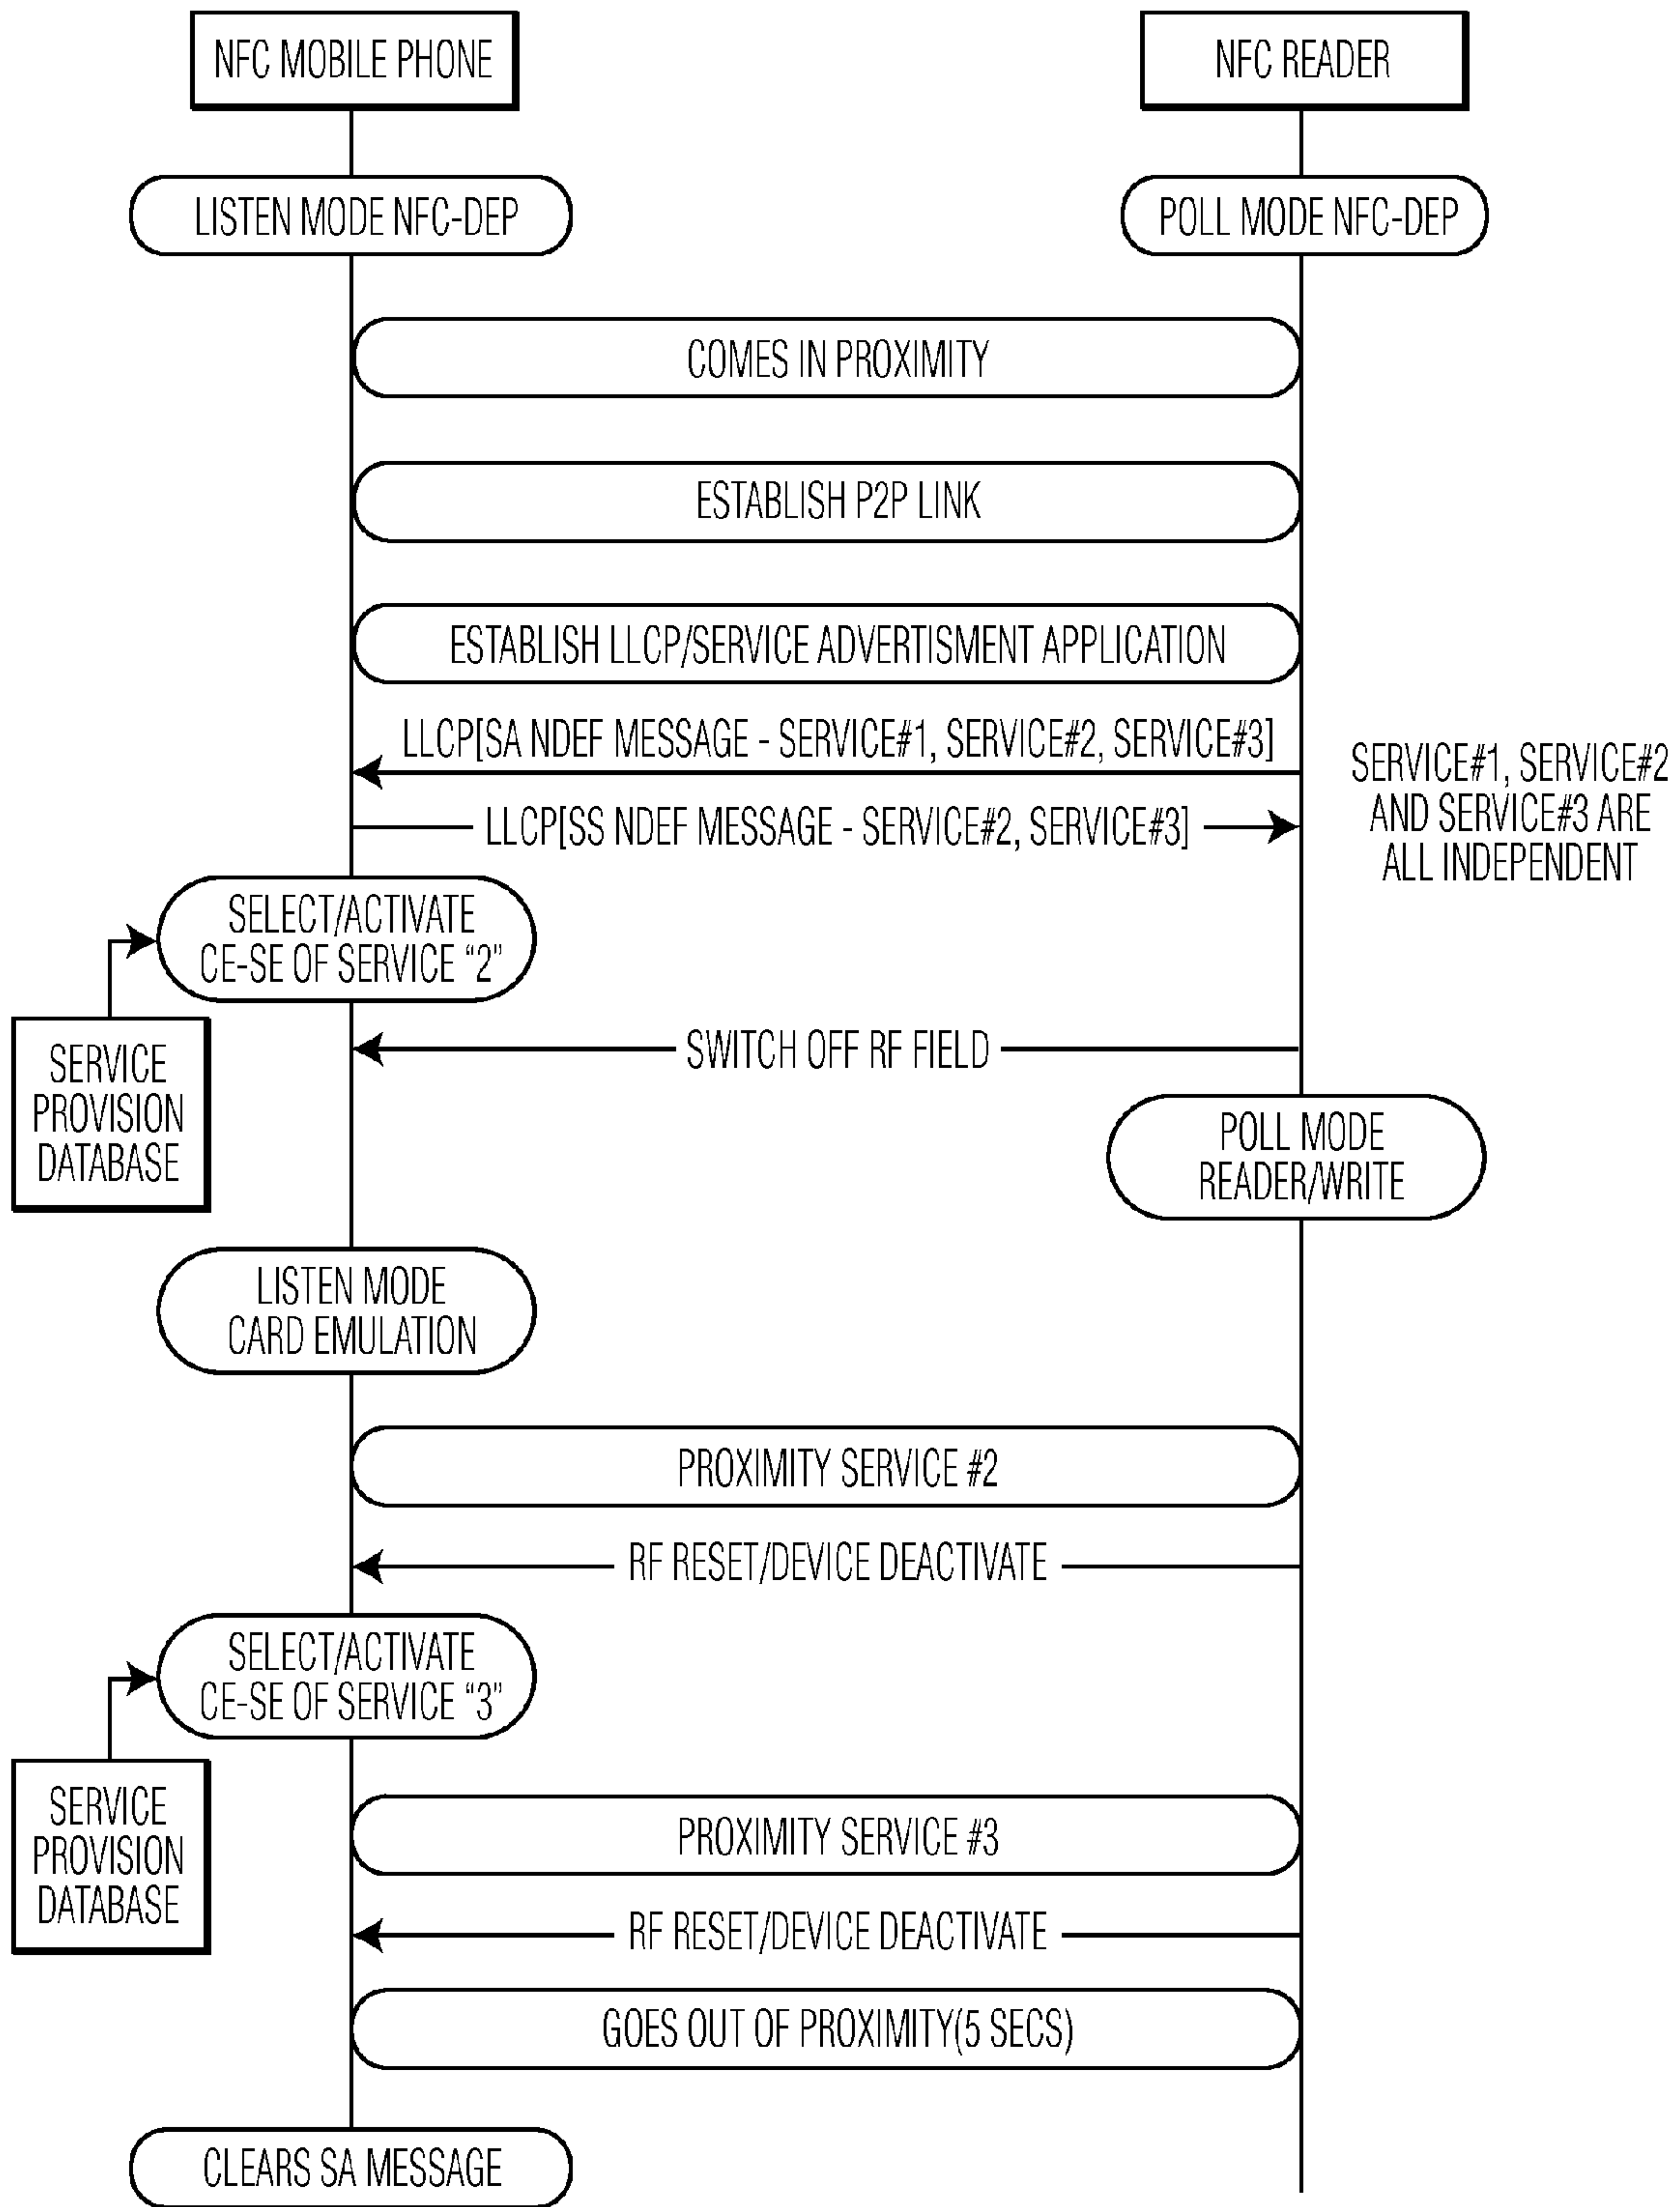 NFC MOBILE PHONE
NFC READER
LISTEN MODE NFC-DEP
POLL MODE NFC-DEP
COMES IN PROXIMITY
ESTABLISH P2P LINK
ESTABLISH LLCP/SERVICE ADVERTISMENT APPLICATION
LLCP[SA NDEF MESSAGE - SERVICE#1, SERVICE#2, SERVICE#3]
SERVICE#1, SERVICE#2
AND SERVICE#3 ARE
ALL INDEPENDENT
LLCP[SS NDEF MESSAGE - SERVICE#2, SERVICE#3]
SELECT/ACTIVATE
CE-SE OF SERVICE “2”
SERVICE
PROVISION
DATABASE
SWITCH OFF RF FIELD
POLL MODE
READER/WRITE
LISTEN MODE
CARD EMULATION
PROXIMITY SERVICE #2
RF RESET/DEVICE DEACTIVATE
SELECT/ACTIVATE
CE-SE OF SERVICE “3”
SERVICE
PROVISION
DATABASE
PROXIMITY SERVICE #3
RF RESET/DEVICE DEACTIVATE
GOES OUT OF PROXIMITY(5 SECS)
CLEARS SA MESSAGE